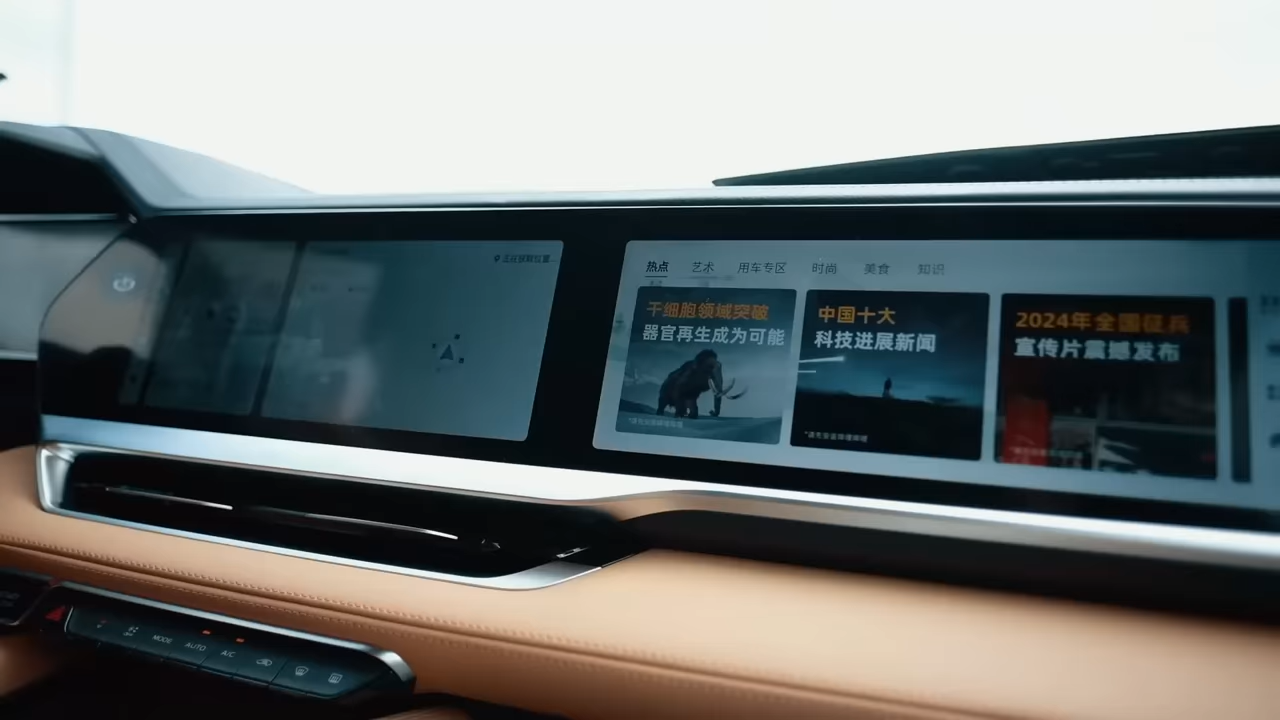 热点 艺术 用车专区 时尚 美食 知识
干细胞领域突破
器官再生成为可能
中国十大
科技进展新闻
2024年全国征兵
宣传片震撼发布
MODE
AUTO
A/C